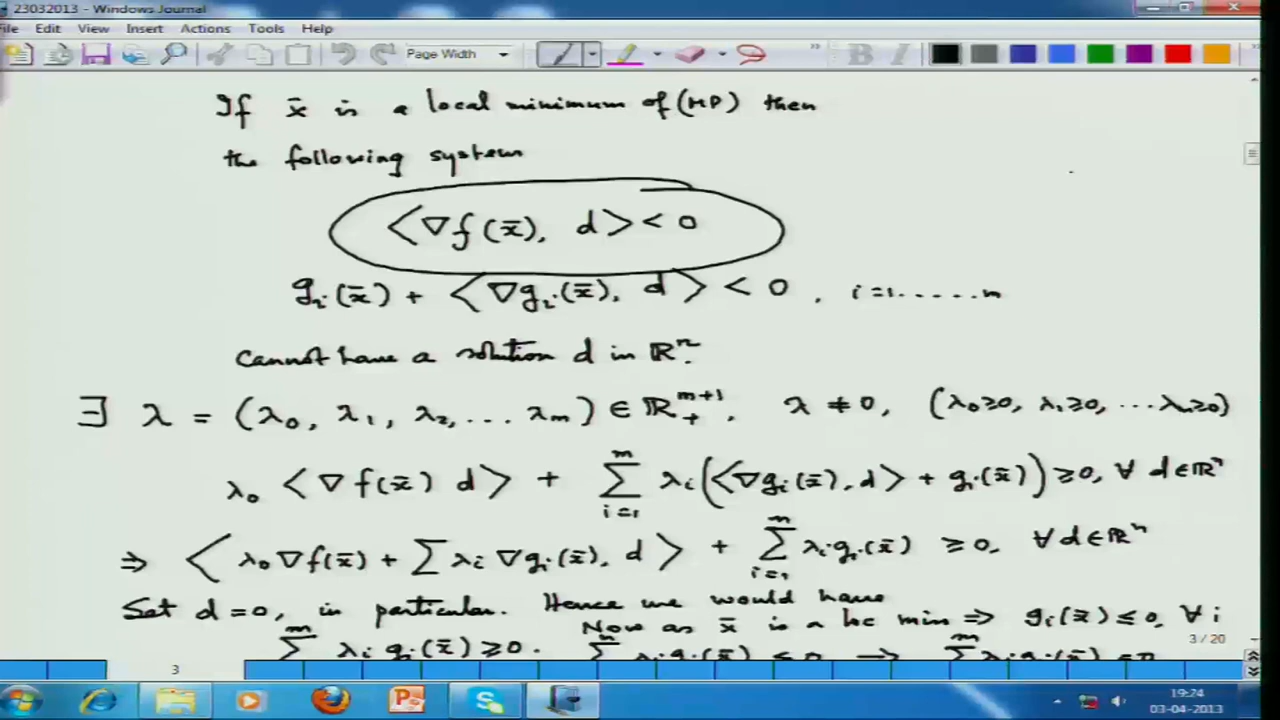 23032013 - Windows Journal
File Edit View Insert Actions Tools Help
Page Width
If x̄ is a local minimum of (MP) then
the following system
⟨∇f(x̄), d⟩ < 0
gᵢ(x̄) + ⟨∇gᵢ(x̄), d⟩ < 0, i=1.....m
Cannot have a solution d in ℝⁿ.
∃ λ = (λ₀, λ₁, λ₂, ... λₘ) ∈ ℝ₊ᵐ⁺¹, λ ≠ 0, (λ₀≥0, λ₁≥0, ...λₘ≥0)
λ₀ ⟨∇f(x̄) d⟩ + ∑ᵢ₌₁ᵐ λᵢ(⟨∇gᵢ(x̄), d⟩ + gᵢ(x̄)) ≥0, ∀ d∈ℝⁿ
⇒ ⟨λ₀∇f(x̄) + ∑ λᵢ ∇gᵢ(x̄), d⟩ + ∑ᵢ₌₁ᵐ λᵢgᵢ(x̄) ≥ 0, ∀d∈ℝⁿ
Set d=0, in particular. Hence we would have
Now as x̄ is a loc min ⇒ gᵢ(x̄) ≤ 0, ∀ i
∑ᵐ λᵢ gᵢ(x̄) ≥ 0.
3 / 20
3
19:24
03-04-2013